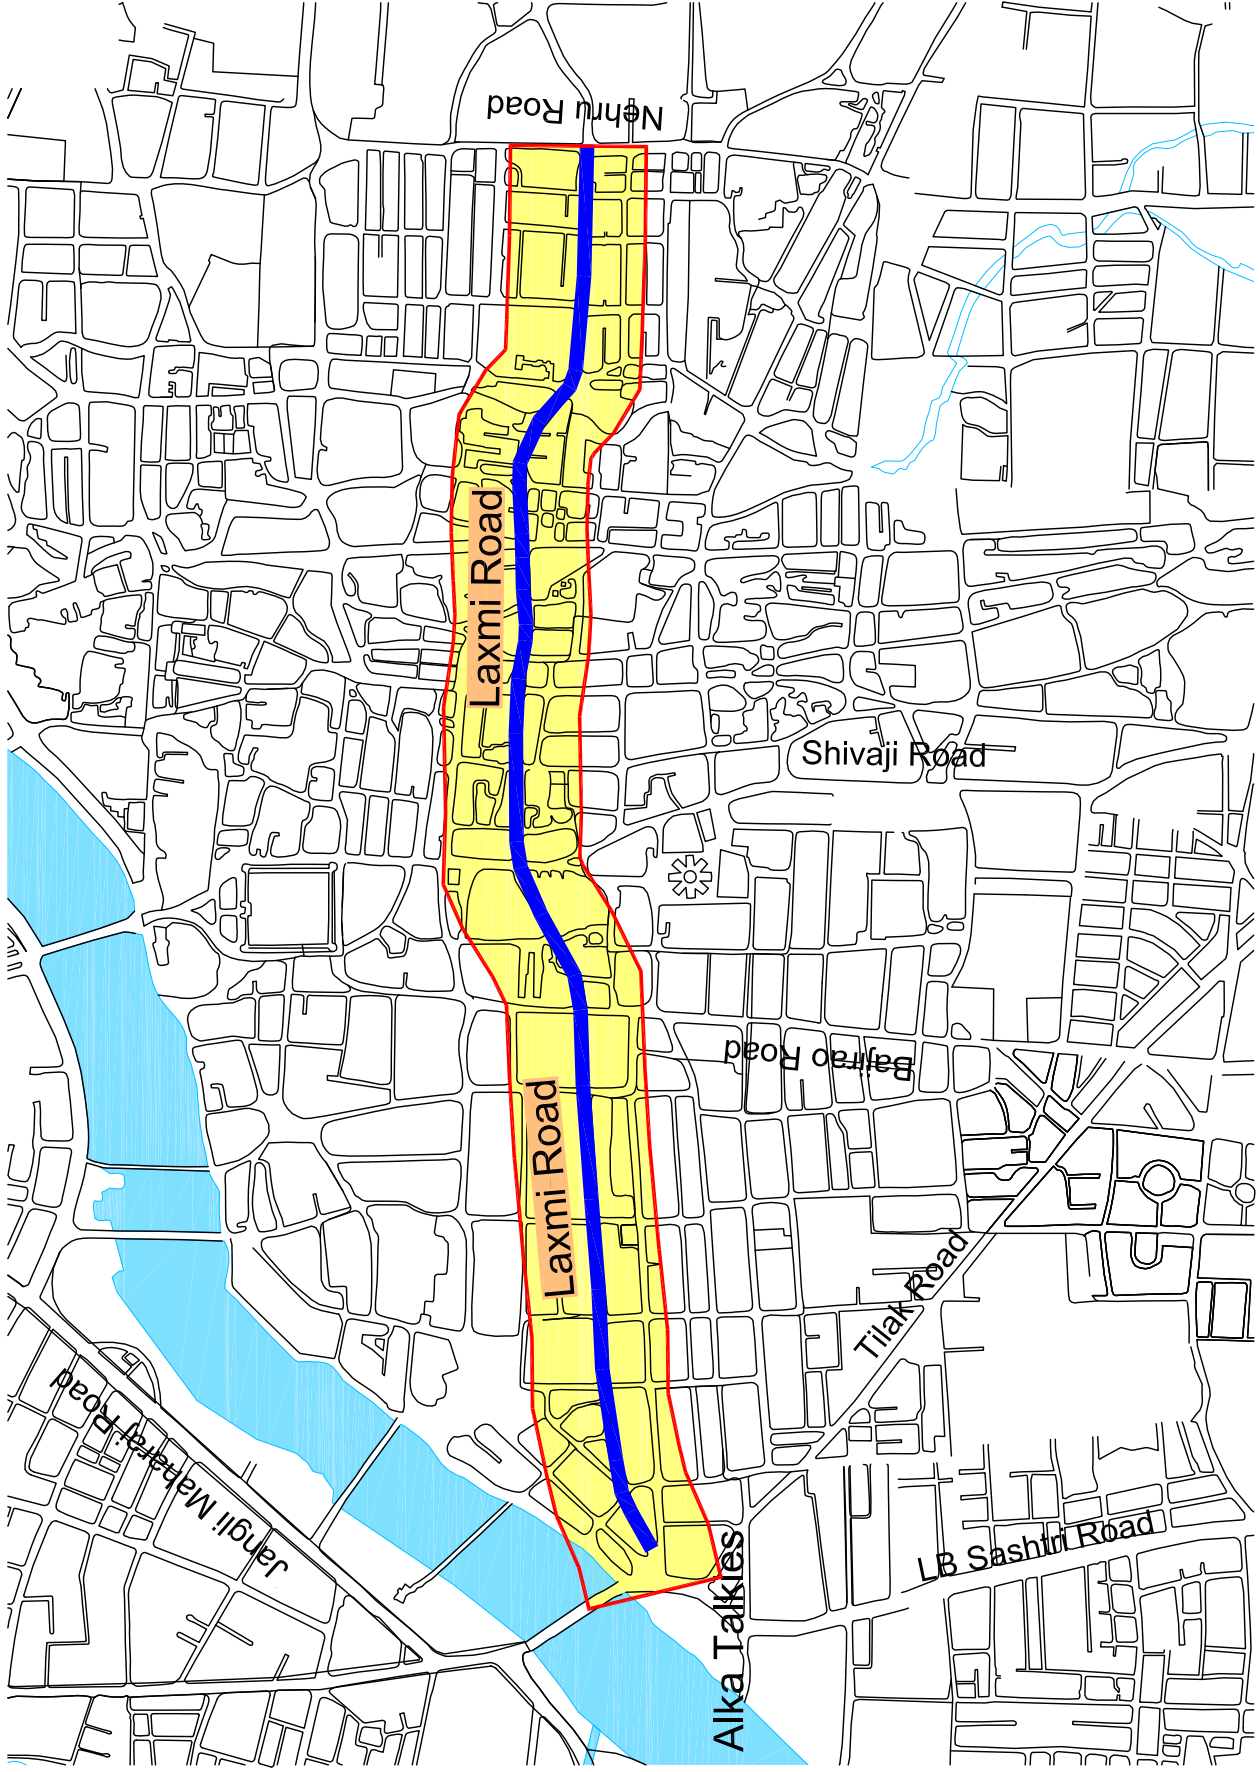 Nehru Road
Laxmi Road
Shivaji Road
Bajirao Road
Laxmi Road
Tilak Road
Jangli Maharaj Road
LB Sashtri Road
Alka Talkies